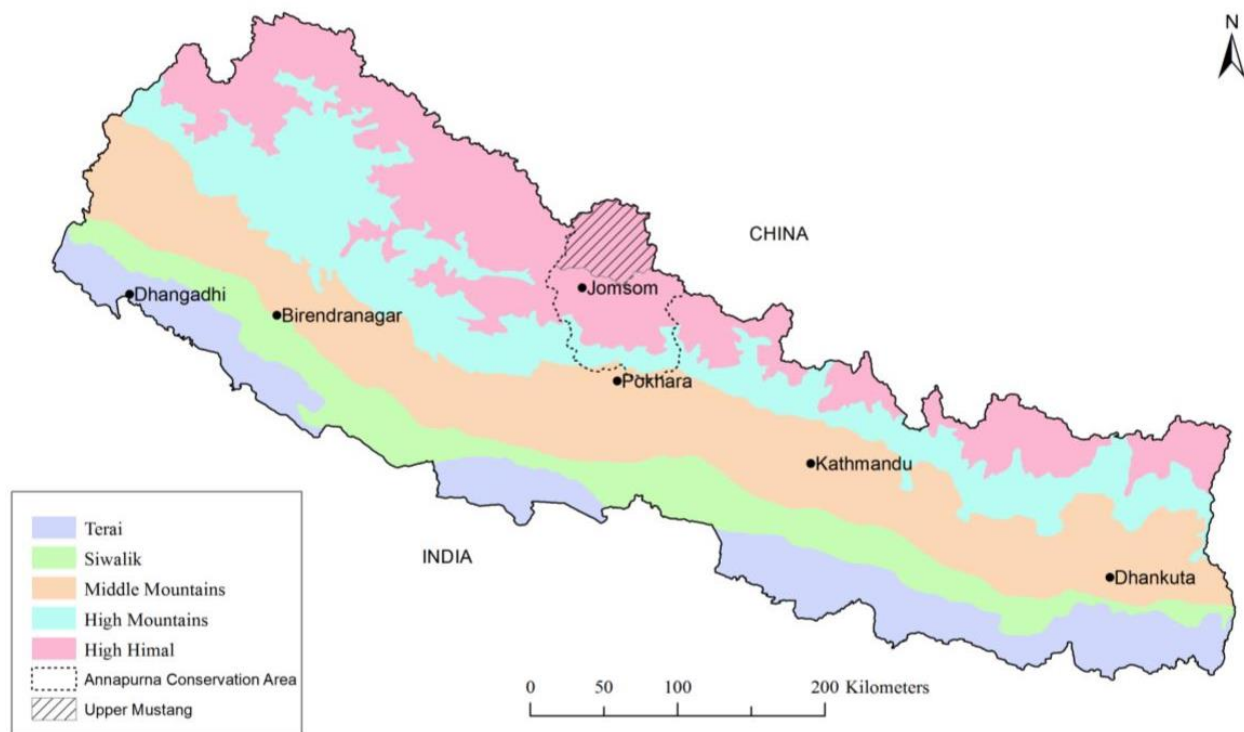 N
CHINA
Jomsom
Dhangadhi
Birendranagar
Pokhara
Kathmandu
INDIA
Dhankuta
Terai
Siwalik
Middle Mountains
High Mountains
High Himal
Annapurna Conservation Area
Upper Mustang
0 50 100 200 Kilometers